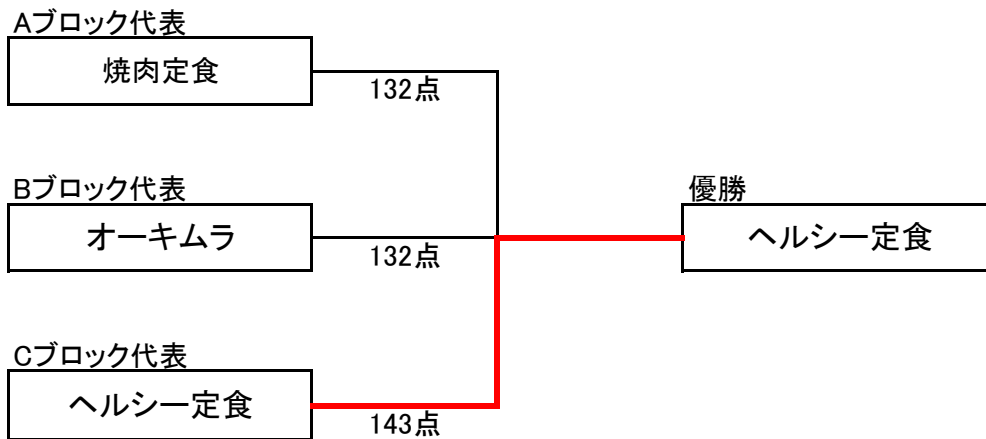 Aブロック代表
焼肉定食
132点
Bブロック代表
オーキムラ
132点
優勝
ヘルシー定食
Cブロック代表
ヘルシー定食
143点